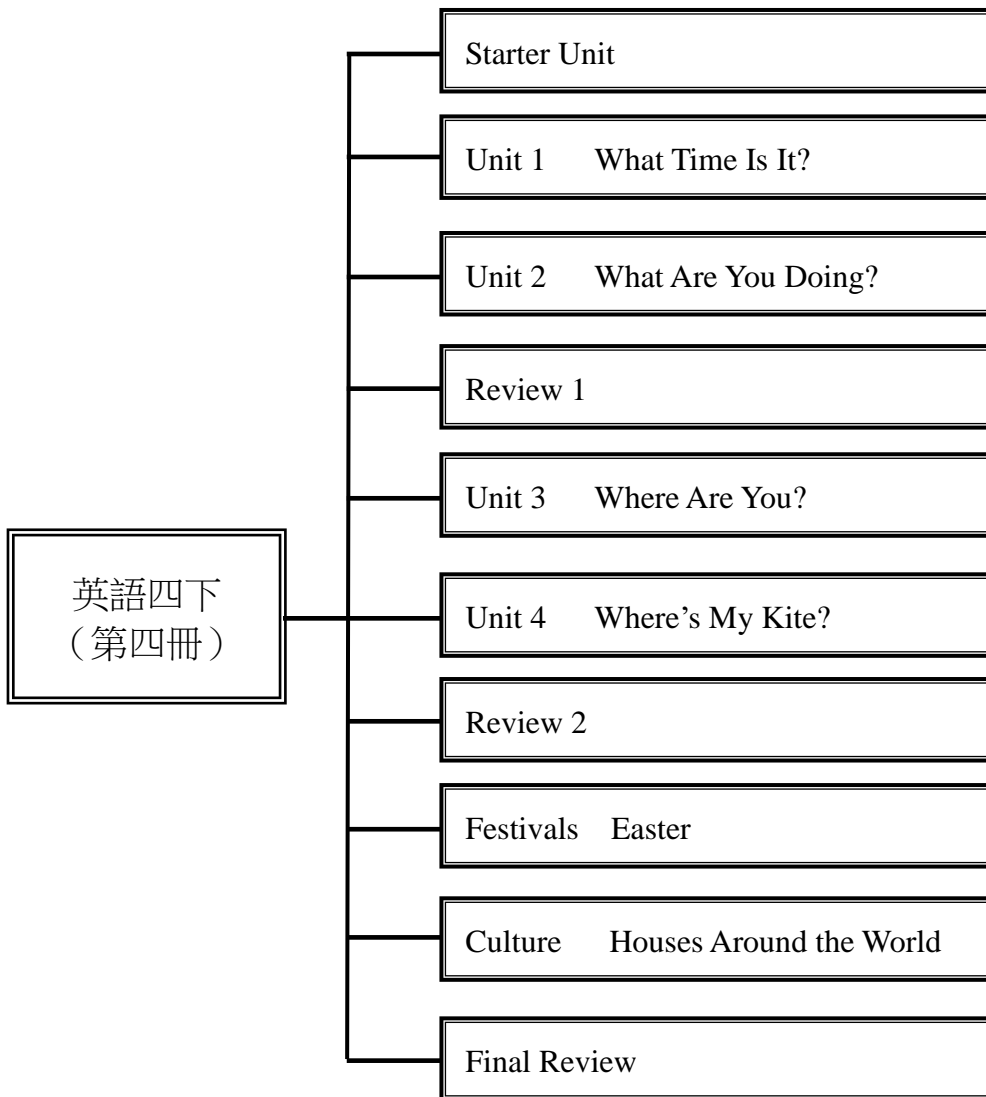 Starter Unit
Unit 1 What Time Is It?
Unit 2 What Are You Doing?
Review 1
Unit 3 Where Are You?
英語四下
（第四冊）
Unit 4 Where’s My Kite?
Review 2
Festivals Easter
Culture Houses Around the World
Final Review